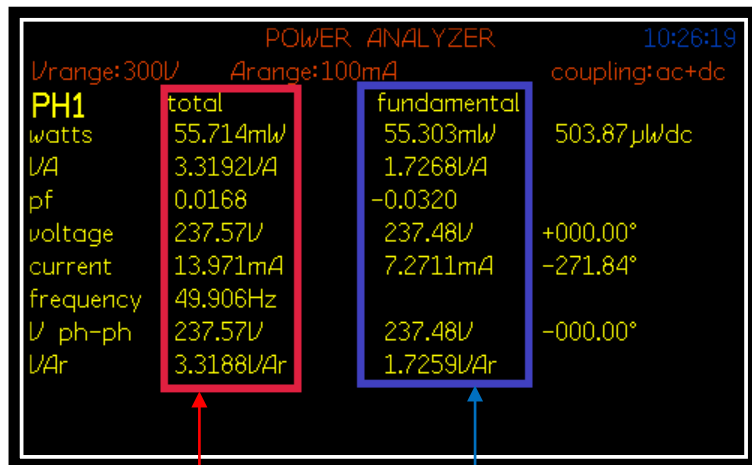 POWER ANALYZER 10:26:19
Vrange:300V Arange:100mA coupling:ac+dc
PH1 total fundamental
watts 55.714mW 55.303mW 503.87µWdc
VA 3.3192VA 1.7268VA
pf 0.0168 -0.0320
voltage 237.57V 237.48V +000.00°
current 13.971mA 7.2711mA -271.84°
frequency 49.906Hz
V ph-ph 237.57V 237.48V -000.00°
VAr 3.3188VAr 1.7259VAr